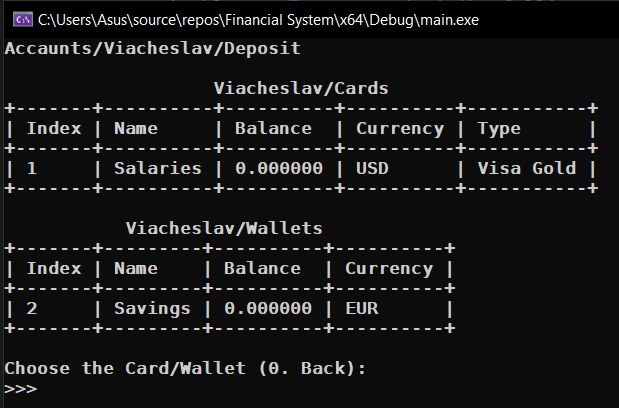 C:\Users\Asus\source\repos\Financial System\x64\Debug\main.exe
Accaunts/Viacheslav/Deposit
Viacheslav/Cards
+-------+----------+----------+----------+-----------+
| Index | Name     | Balance  | Currency | Type      |
+-------+----------+----------+----------+-----------+
| 1     | Salaries | 0.000000 | USD      | Visa Gold |
+-------+----------+----------+----------+-----------+
Viacheslav/Wallets
+-------+---------+----------+----------+
| Index | Name    | Balance  | Currency |
+-------+---------+----------+----------+
| 2     | Savings | 0.000000 | EUR      |
+-------+---------+----------+----------+
Choose the Card/Wallet (0. Back):
>>>